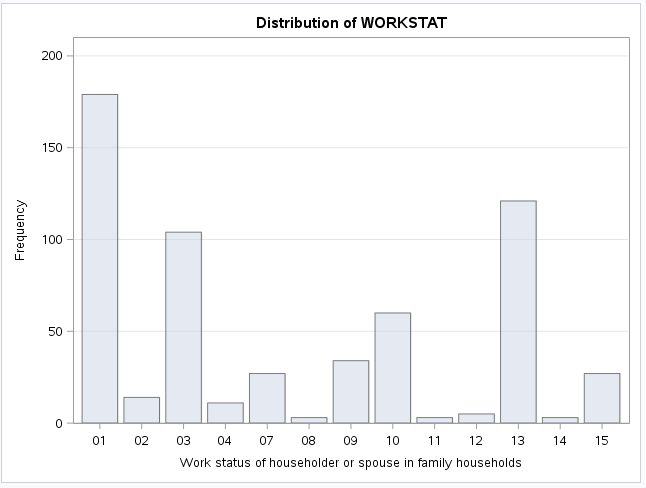 Distribution of WORKSTAT
200
150
100
50
0
Frequency
01 02 03 04 07 08 09 10 11 12 13 14 15
Work status of householder or spouse in family households